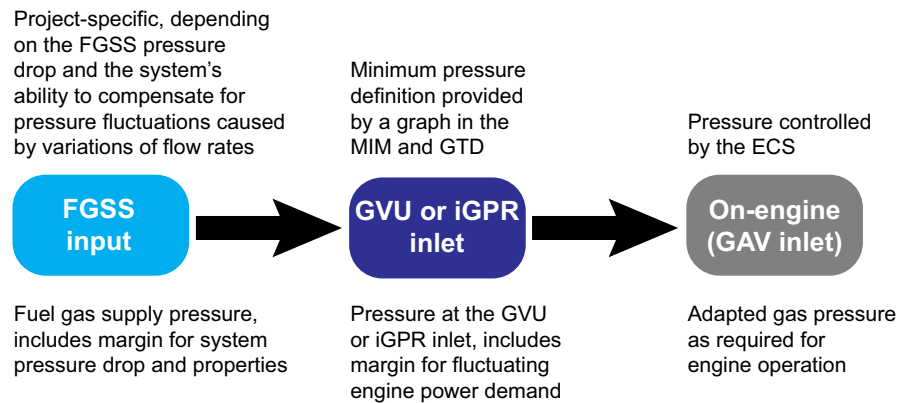 Project-specific, depending
on the FGSS pressure
drop and the system's
ability to compensate for
pressure fluctuations caused
by variations of flow rates
FGSS
input
Fuel gas supply pressure,
includes margin for system
pressure drop and properties
Minimum pressure
definition provided
by a graph in the
MIM and GTD
GVU or iGPR
inlet
Pressure at the GVU
or iGPR inlet, includes
margin for fluctuating
engine power demand
Pressure controlled
by the ECS
On-engine
(GAV inlet)
Adapted gas pressure
as required for
engine operation